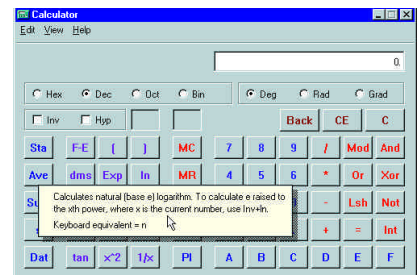 Calculator
Edit View Help
0.
Hex Dec Oct Bin Deg Rad Grad
Inv Hyp Back CE C
Sta F-E ( ) MC 7 8 9 / Mod And
Ave dms Exp ln MR 4 5 6 * Or Xor
Calculates natural (base e) logarithm. To calculate e raised to
the xth power, where x is the current number, use Inv+ln.
Keyboard equivalent = n
- Lsh Not
+ = Int
Dat tan x^2 1/x PI A B C D E F